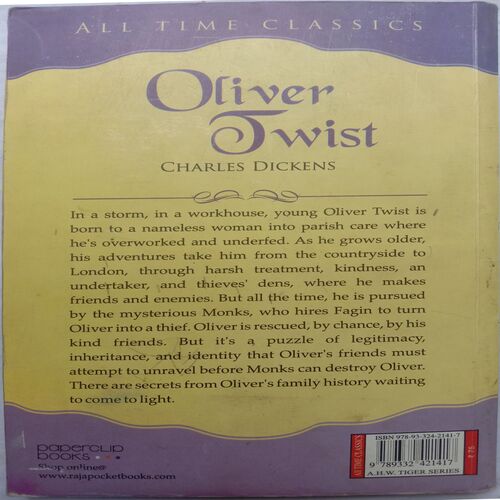 ALL TIME CLASSICS
Oliver
Twist
CHARLES DICKENS
In a storm, in a workhouse, young Oliver Twist is
born to a nameless woman into parish care where
he's overworked and underfed. As he grows older,
his adventures take him from the countryside to
London, through harsh treatment, kindness, an
undertaker, and thieves' dens, where he makes
friends and enemies. But all the time, he is pursued
by the mysterious Monks, who hires Fagin to turn
Oliver into a thief. Oliver is rescued, by chance, by his
kind friends. But it's a puzzle of legitimacy,
inheritance, and identity that Oliver's friends must
attempt to unravel before Monks can destroy Oliver.
There are secrets from Oliver's family history waiting
to come to light.
paperclip
BOOKS
Shop online@
www.rajapocketbooks.com
ALL TIME CLASSICS
ISBN 978-93-324-2141-7
9 789332 421417
A.H.W. TIGER SERIES
₹ 75